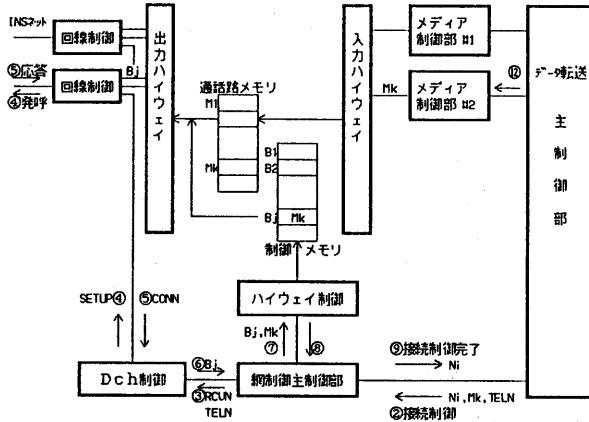 INSネット
回線制御
⑤応答
④発呼
回線制御
Bj
出力ハイウェイ
通話路メモリ
M1
Mk
B1
B2
Bj
Mk
制御メモリ
入力ハイウェイ
メディア
制御部#1
Mk
メディア
制御部#2
⑫
データ転送
主制御部
SETUP④
⑤CONN
ハイウェイ制御
Bj,Mk
⑦
⑧
Dch制御
⑥Bj
③RCUN
TELN
網制御主制御部
⑨接続制御完了
Ni
Ni,Mk,TELN
②接続制御